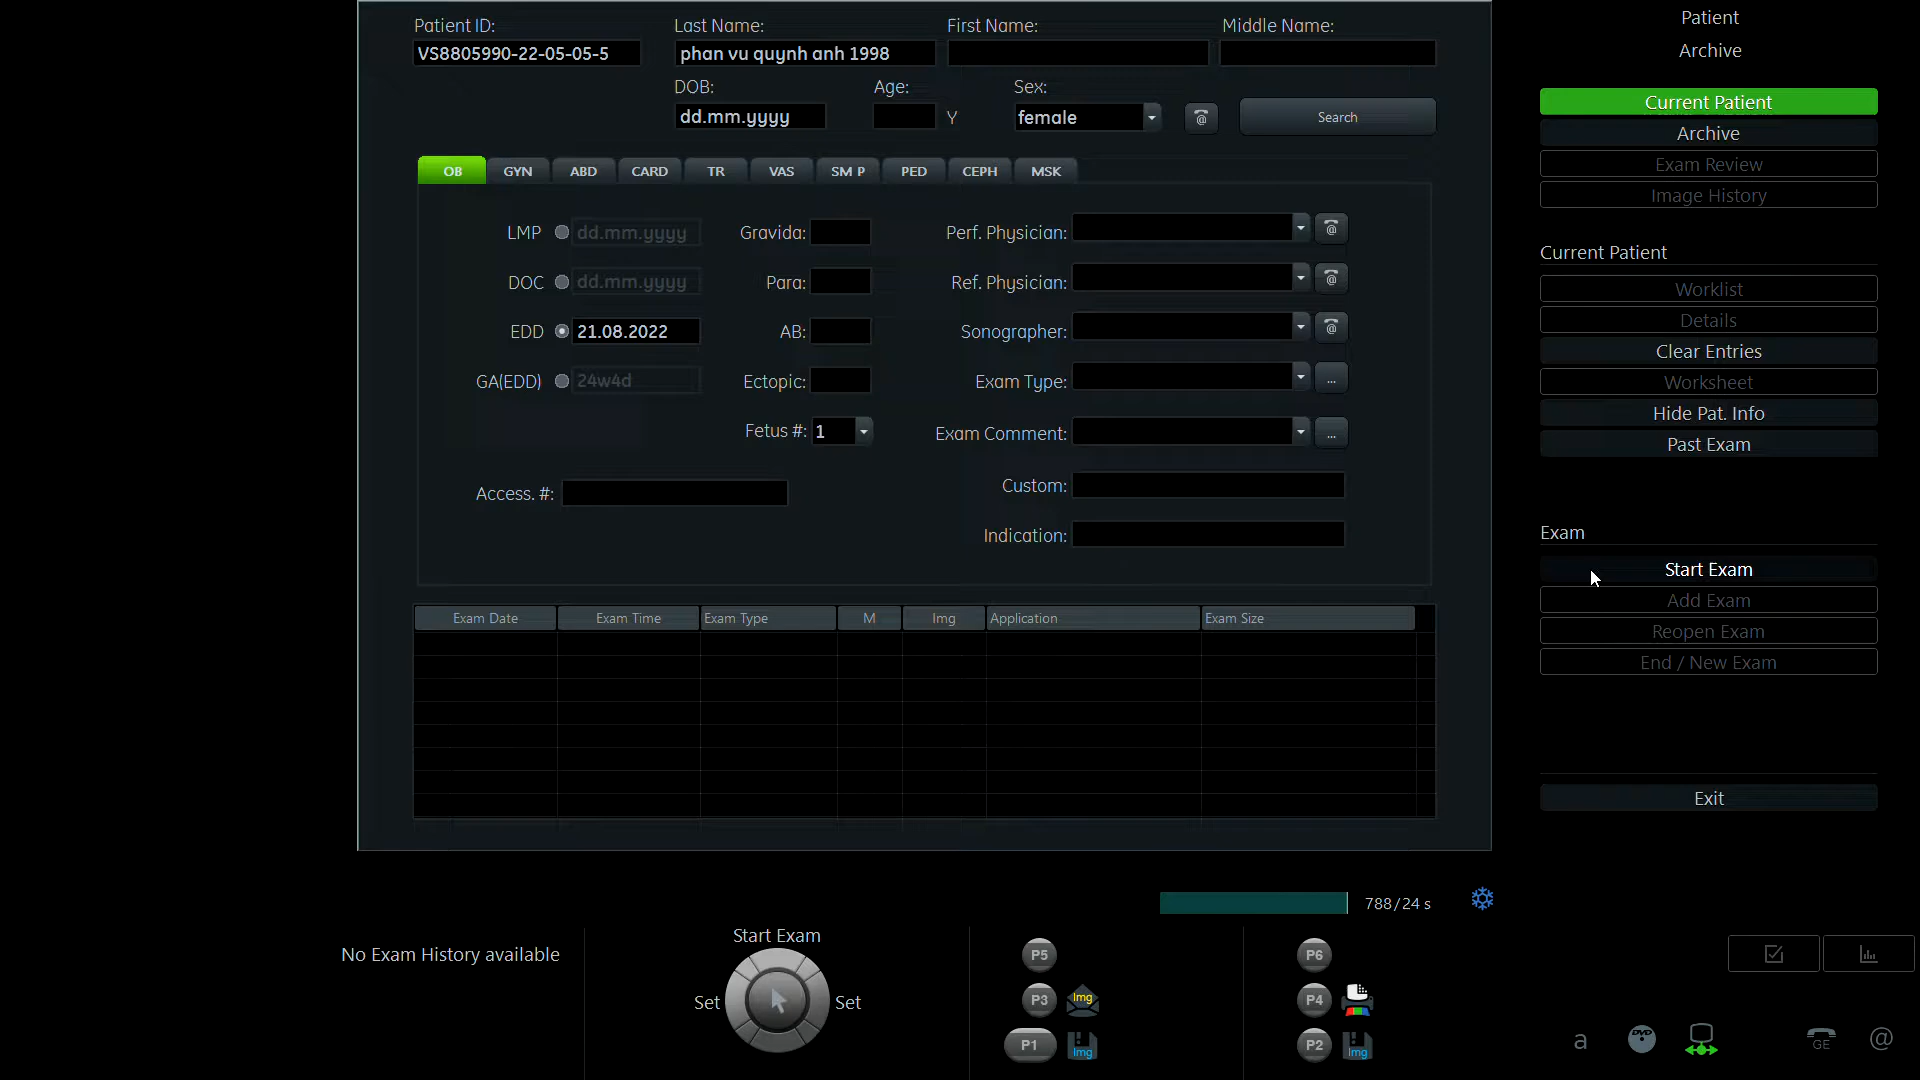 Patient ID: Last Name: First Name: Middle Name:
VS8805990-22-05-05-5 phan vu quynh anh 1998
DOB: Age: Sex:
dd.mm.yyyy Y female @ Search
OB GYN ABD CARD TR VAS SM P PED CEPH MSK
LMP dd.mm.yyyy Gravida: Perf. Physician: @
DOC dd.mm.yyyy Para: Ref. Physician: @
EDD 21.08.2022 AB: Sonographer: @
GA(EDD) 24w4d Ectopic: Exam Type: ...
Fetus #: 1 Exam Comment: ...
Access. #: Custom:
Indication:
Exam Date Exam Time Exam Type M Img Application Exam Size
Patient
Archive
Current Patient
Archive
Exam Review
Image History
Current Patient
Worklist
Details
Clear Entries
Worksheet
Hide Pat. Info
Past Exam
Exam
Start Exam
Add Exam
Reopen Exam
End / New Exam
Exit
788/24 s
No Exam History available
Start Exam
Set Set
P5 P6
P3 Img P4
P1 Img P2 Img
a DVD GE @